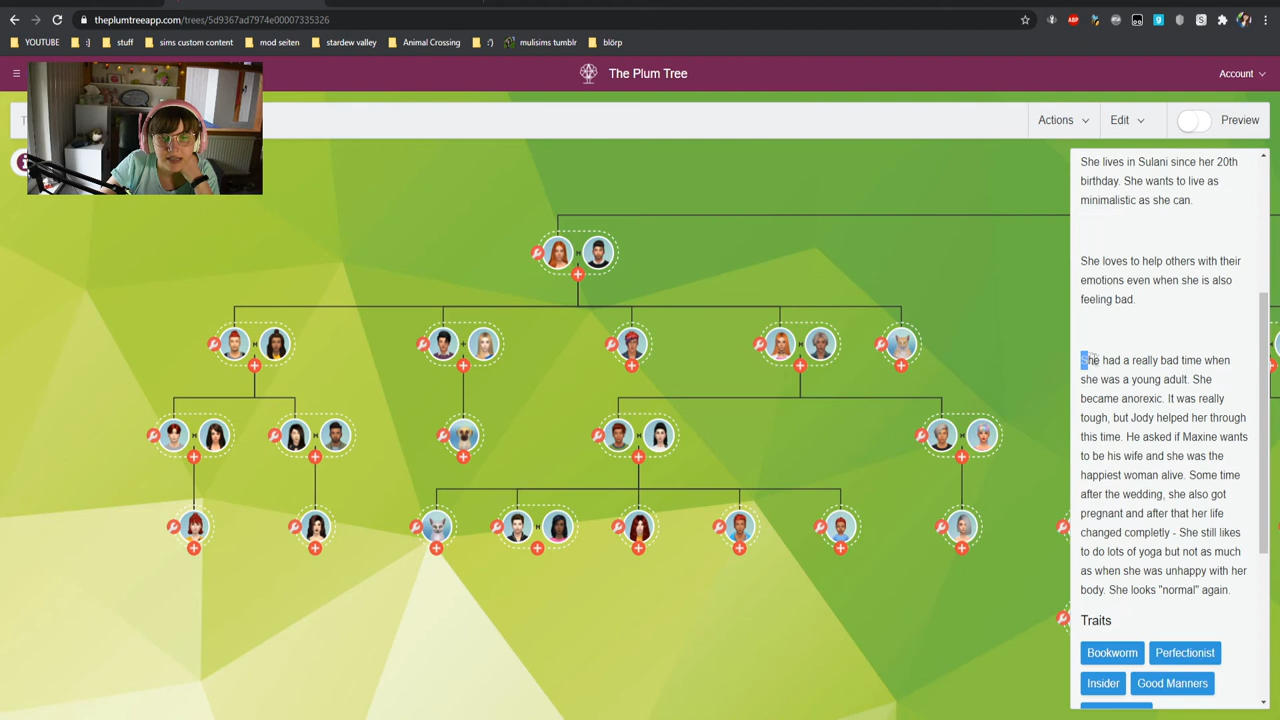 theplumtreeapp.com/trees/5d9367ad7974e00007335326
YOUTUBE
:)
stuff
sims custom content
mod seiten
stardew valley
Animal Crossing
:')
mulisims tumblr
blörp
The Plum Tree
Account
T
Actions
Edit
Preview
She lives in Sulani since her 20th
birthday. She wants to live as
minimalistic as she can.
She loves to help others with their
emotions even when she is also
feeling bad.
She had a really bad time when
she was a young adult. She
became anorexic. It was really
tough, but Jody helped her through
this time. He asked if Maxine wants
to be his wife and she was the
happiest woman alive. Some time
after the wedding, she also got
pregnant and after that her life
changed completly - She still likes
to do lots of yoga but not as much
as when she was unhappy with her
body. She looks "normal" again.
Traits
Bookworm
Perfectionist
Insider
Good Manners